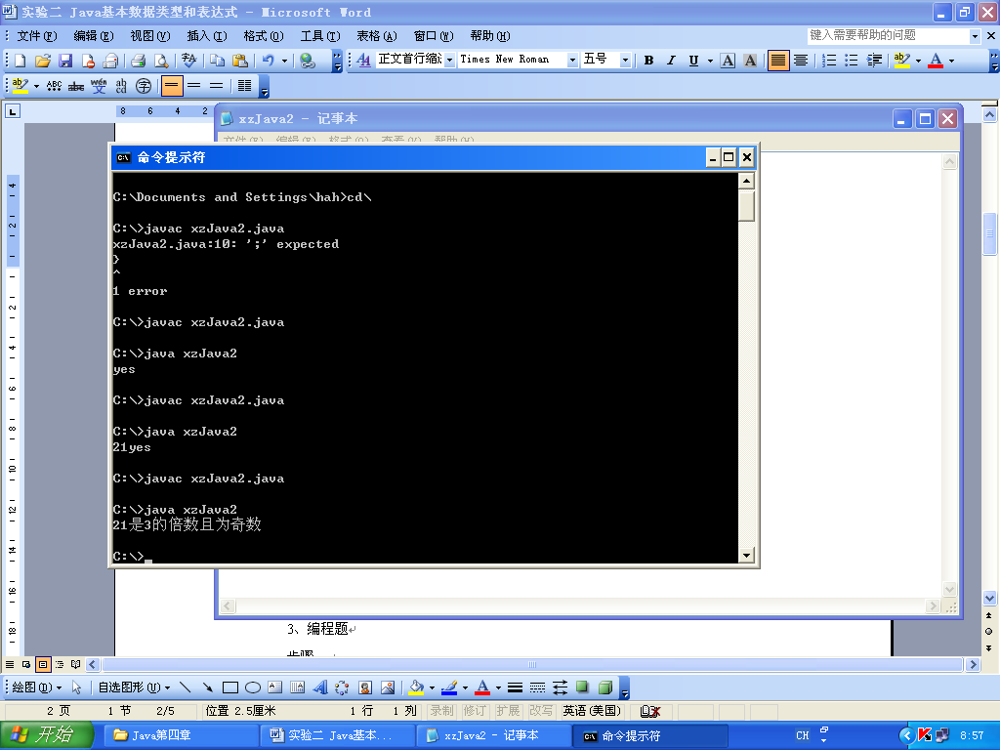 实验二 Java基本数据类型和表达式 - Microsoft Word
文件(F) 编辑(E) 视图(V) 插入(I) 格式(O) 工具(T) 表格(A) 窗口(W) 帮助(H) 键入需要帮助的问题
正文首行缩 Times New Roman 五号 B I U A A
8 6 4 2
xzJava2 - 记事本
文件(F) 编辑(E) 格式(O) 查看(V) 帮助(H)
命令提示符
C:\Documents and Settings\hah>cd\
C:\>javac xzJava2.java
xzJava2.java:10: ';' expected
}
^
1 error
C:\>javac xzJava2.java
C:\>java xzJava2
yes
C:\>javac xzJava2.java
C:\>java xzJava2
21yes
C:\>javac xzJava2.java
C:\>java xzJava2
21是3的倍数且为奇数
C:\>_
3、编程题
步骤
绘图(D) 自选图形(U)
2 页 1 节 2/5 位置 2.5厘米 1 行 1 列 录制 修订 扩展 改写 英语(美国)
开始 Java第四章 实验二 Java基本... xzJava2 - 记事本 命令提示符 CH 8:57